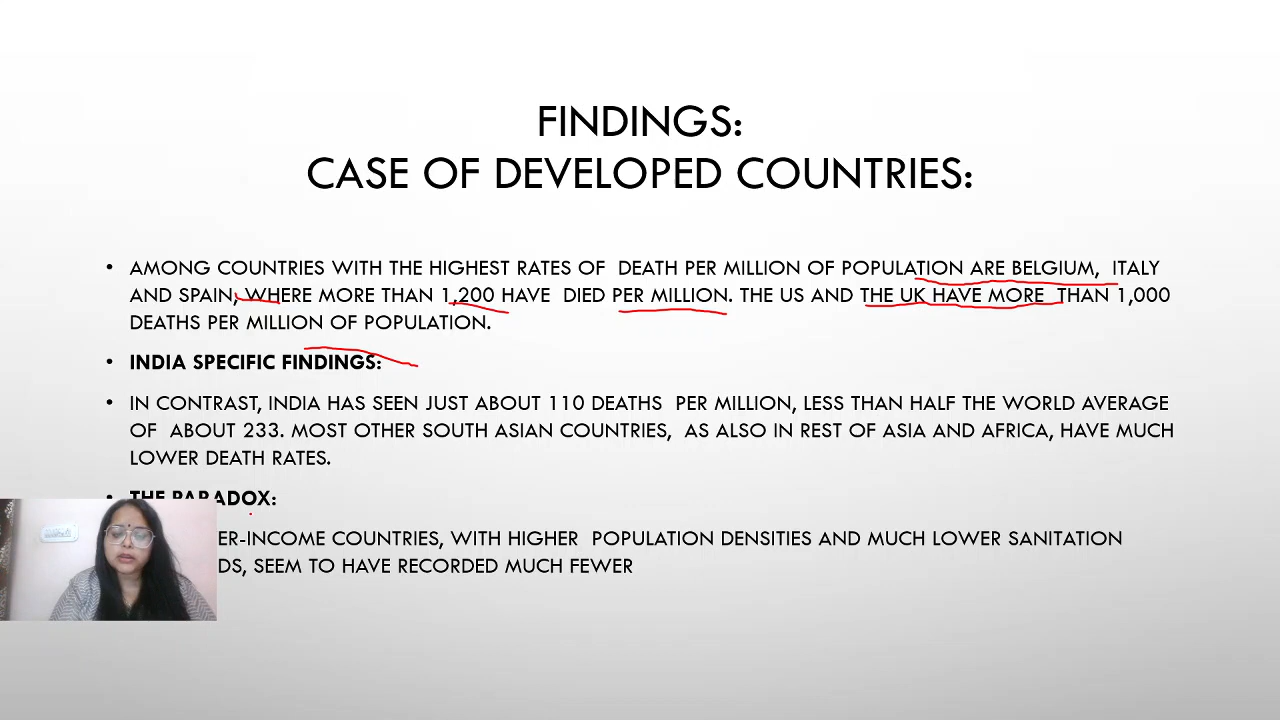 FINDINGS:
CASE OF DEVELOPED COUNTRIES:
• AMONG COUNTRIES WITH THE HIGHEST RATES OF DEATH PER MILLION OF POPULATION ARE BELGIUM, ITALY
AND SPAIN, WHERE MORE THAN 1,200 HAVE DIED PER MILLION. THE US AND THE UK HAVE MORE THAN 1,000
DEATHS PER MILLION OF POPULATION.
• INDIA SPECIFIC FINDINGS:
• IN CONTRAST, INDIA HAS SEEN JUST ABOUT 110 DEATHS PER MILLION, LESS THAN HALF THE WORLD AVERAGE
OF ABOUT 233. MOST OTHER SOUTH ASIAN COUNTRIES, AS ALSO IN REST OF ASIA AND AFRICA, HAVE MUCH
LOWER DEATH RATES.
• THE PARADOX:
ER-INCOME COUNTRIES, WITH HIGHER POPULATION DENSITIES AND MUCH LOWER SANITATION
DS, SEEM TO HAVE RECORDED MUCH FEWER